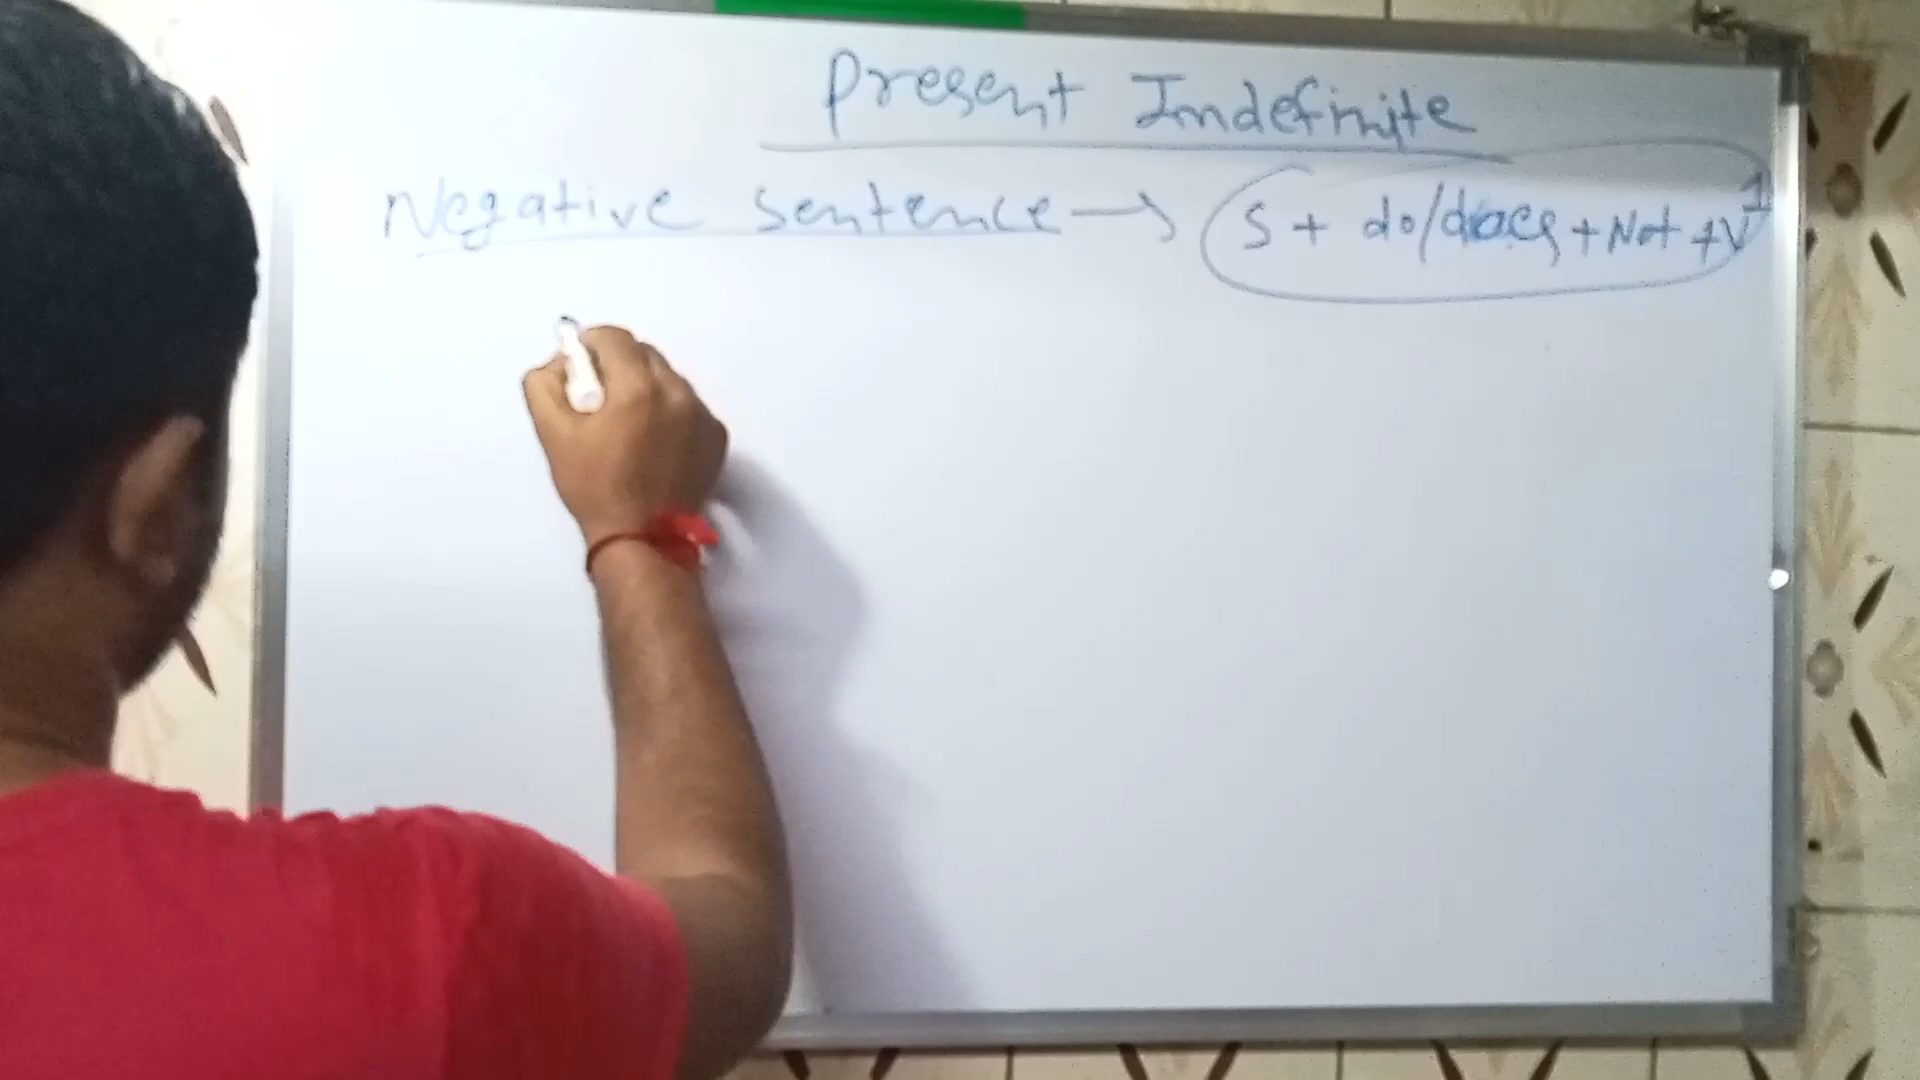 Present Indefinite
Negative Sentence → S + do/does + Not + V¹